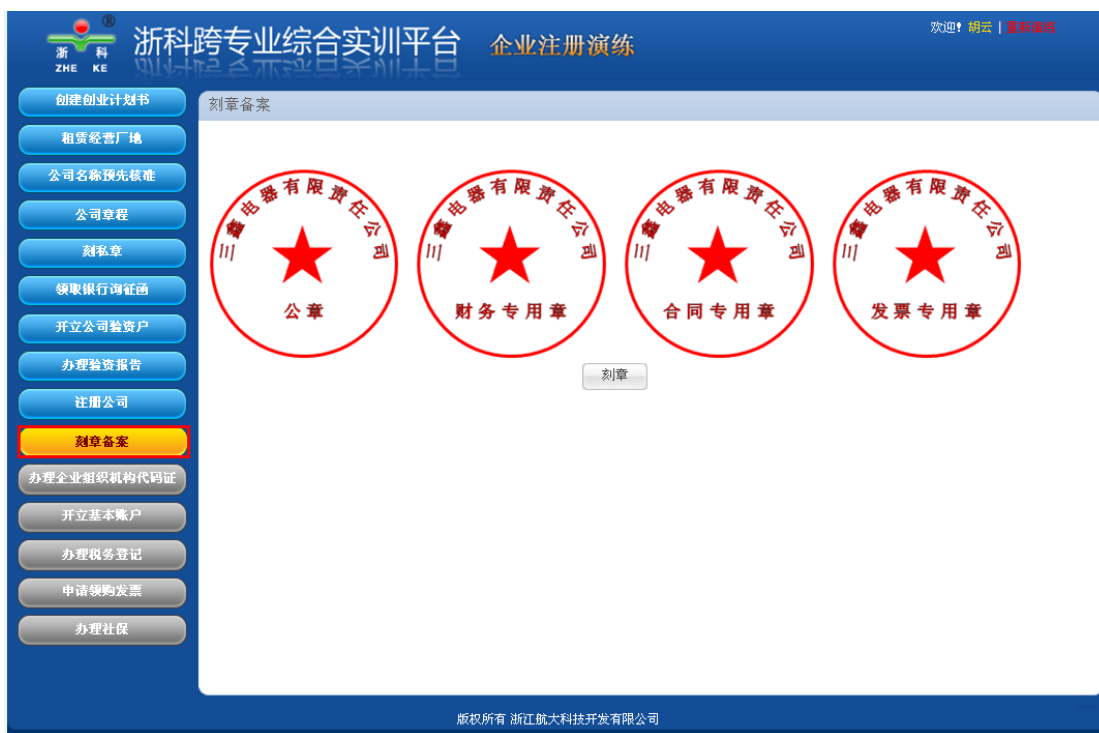 浙 科
ZHE KE
®
浙科跨专业综合实训平台
企业注册演练
欢迎! 胡云 | 重新演练
创建创业计划书
租赁经营厂地
公司名称预先核准
公司章程
刻私章
领取银行询证函
开立公司验资户
办理验资报告
注册公司
刻章备案
办理企业组织机构代码证
开立基本账户
办理税务登记
申请领购发票
办理社保
刻章备案
三鑫电器有限责任公司
公章
三鑫电器有限责任公司
财务专用章
三鑫电器有限责任公司
合同专用章
三鑫电器有限责任公司
发票专用章
刻章
版权所有 浙江航大科技开发有限公司